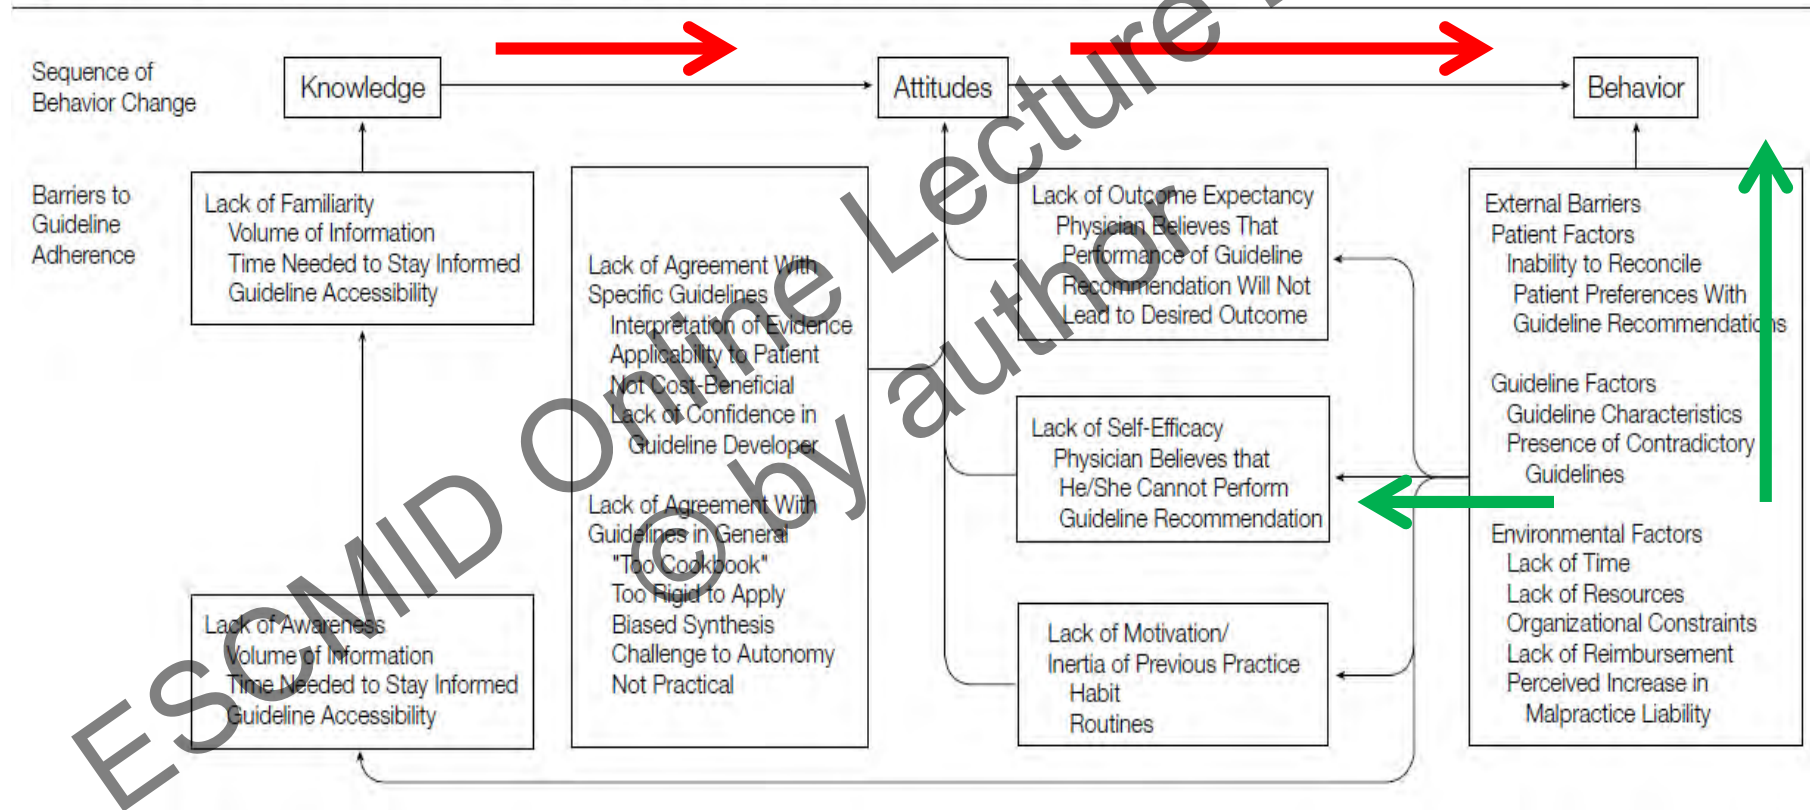 Sequence of
Behavior Change
Knowledge
Attitudes
Behavior
Barriers to
Guideline
Adherence
Lack of Familiarity
Volume of Information
Time Needed to Stay Informed
Guideline Accessibility
Lack of Awareness
Volume of Information
Time Needed to Stay Informed
Guideline Accessibility
Lack of Agreement With
Specific Guidelines
Interpretation of Evidence
Applicability to Patient
Not Cost-Beneficial
Lack of Confidence in
Guideline Developer
Lack of Agreement With
Guidelines in General
"Too Cookbook"
Too Rigid to Apply
Biased Synthesis
Challenge to Autonomy
Not Practical
Lack of Outcome Expectancy
Physician Believes That
Performance of Guideline
Recommendation Will Not
Lead to Desired Outcome
Lack of Self-Efficacy
Physician Believes that
He/She Cannot Perform
Guideline Recommendation
Lack of Motivation/
Inertia of Previous Practice
Habit
Routines
External Barriers
Patient Factors
Inability to Reconcile
Patient Preferences With
Guideline Recommendations
Guideline Factors
Guideline Characteristics
Presence of Contradictory
Guidelines
Environmental Factors
Lack of Time
Lack of Resources
Organizational Constraints
Lack of Reimbursement
Perceived Increase in
Malpractice Liability
ESCMID Online Lecture
© by author